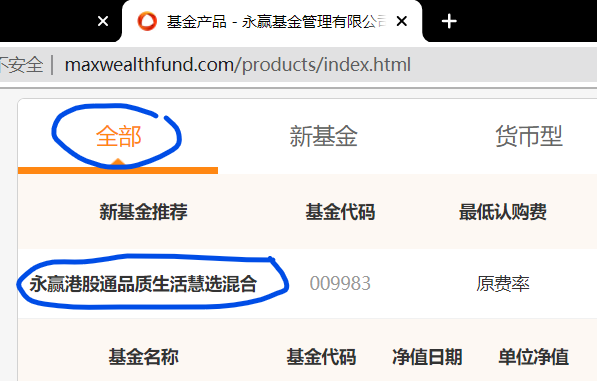 基金产品 - 永赢基金管理有限公司
不安全 | maxwealthfund.com/products/index.html
全部 新基金 货币型
新基金推荐 基金代码 最低认购费
永赢港股通品质生活慧选混合 009983 原费率
基金名称 基金代码 净值日期 单位净值